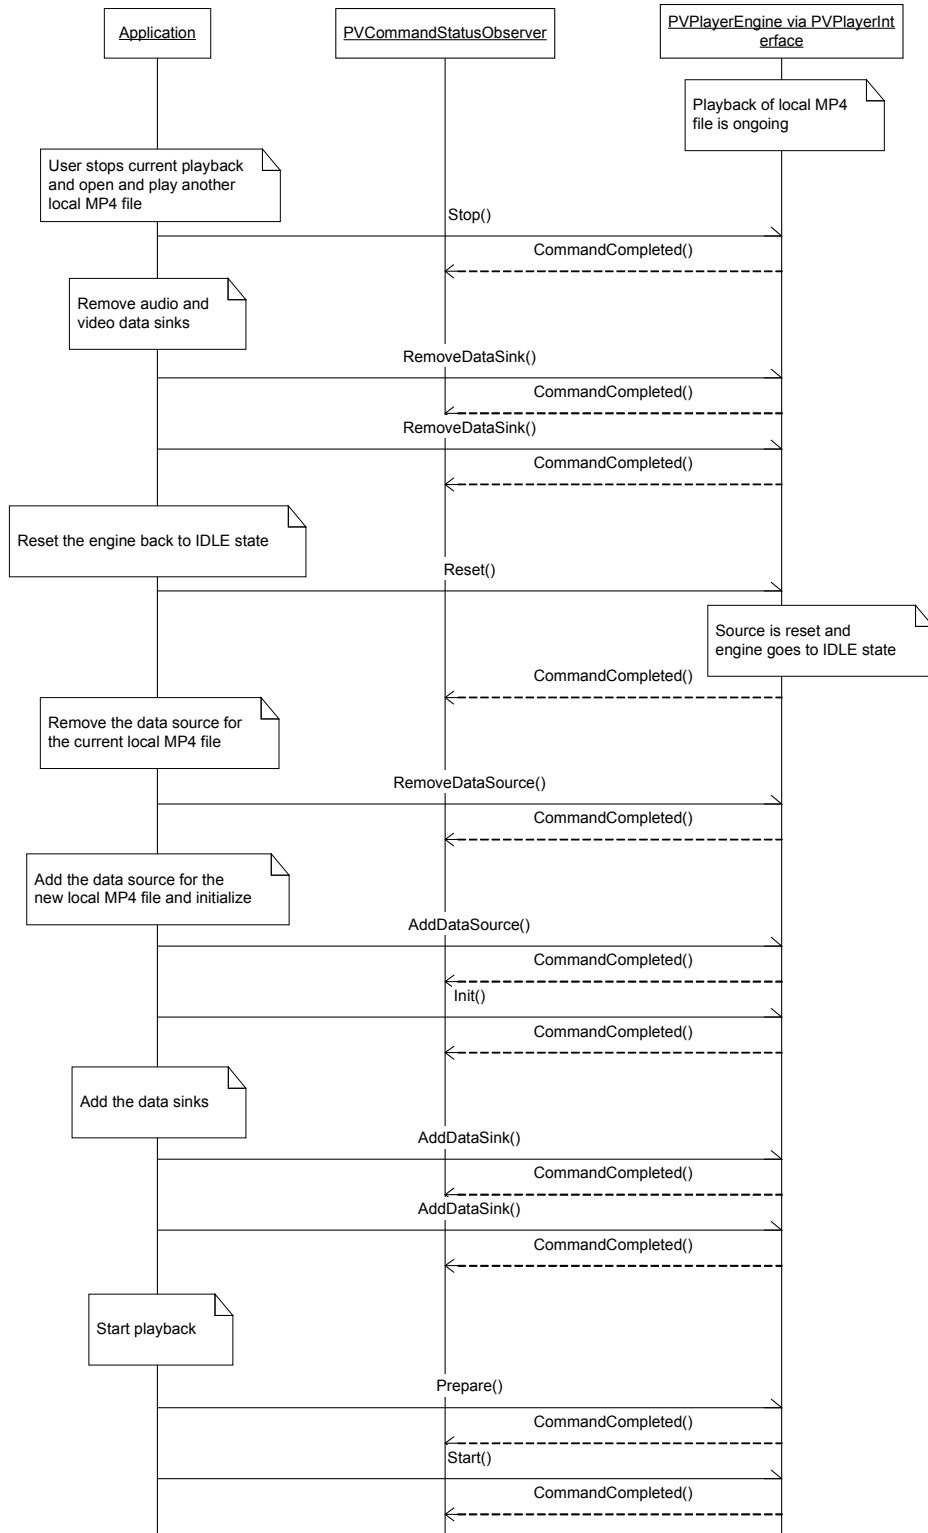 Application
PVCommandStatusObserver
PVPlayerEngine via PVPlayerInt
erface
Playback of local MP4
file is ongoing
User stops current playback
and open and play another
local MP4 file
Stop()
CommandCompleted()
Remove audio and
video data sinks
RemoveDataSink()
CommandCompleted()
RemoveDataSink()
CommandCompleted()
Reset the engine back to IDLE state
Reset()
Source is reset and
engine goes to IDLE state
CommandCompleted()
Remove the data source for
the current local MP4 file
RemoveDataSource()
CommandCompleted()
Add the data source for the
new local MP4 file and initialize
AddDataSource()
CommandCompleted()
Init()
CommandCompleted()
Add the data sinks
AddDataSink()
CommandCompleted()
AddDataSink()
CommandCompleted()
Start playback
Prepare()
CommandCompleted()
Start()
CommandCompleted()